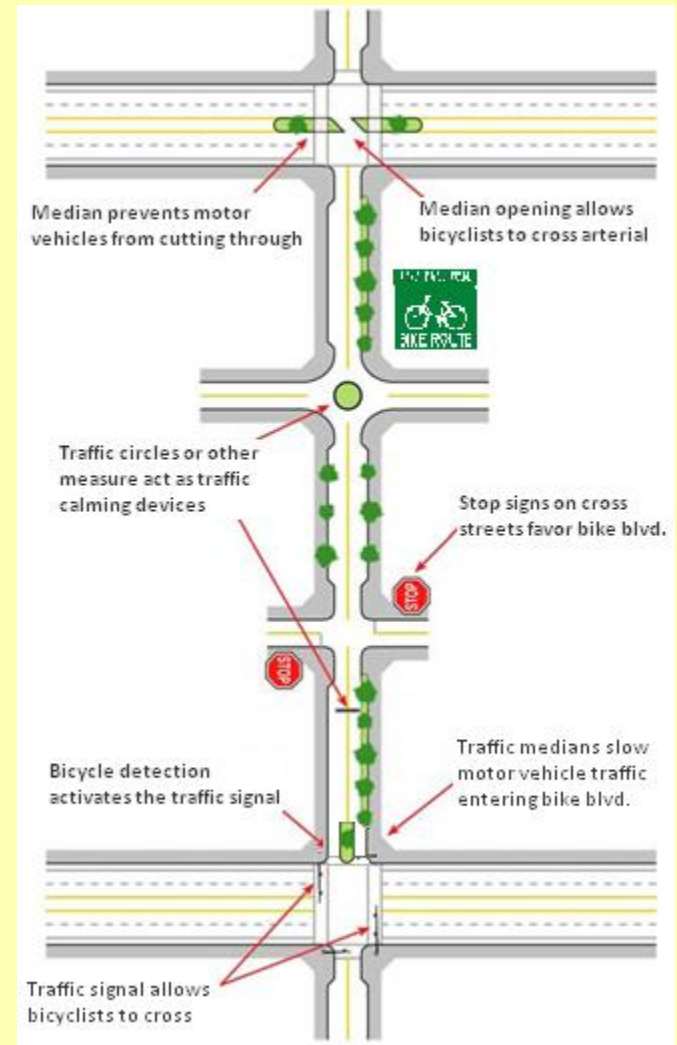 Median prevents motor
vehicles from cutting through
Median opening allows
bicyclists to cross arterial
BIKE ROUTE
Traffic circles or other
measure act as traffic
calming devices
Stop signs on cross
streets favor bike blvd.
STOP
STOP
Bicycle detection
activates the traffic signal
Traffic medians slow
motor vehicle traffic
entering bike blvd.
Traffic signal allows
bicyclists to cross